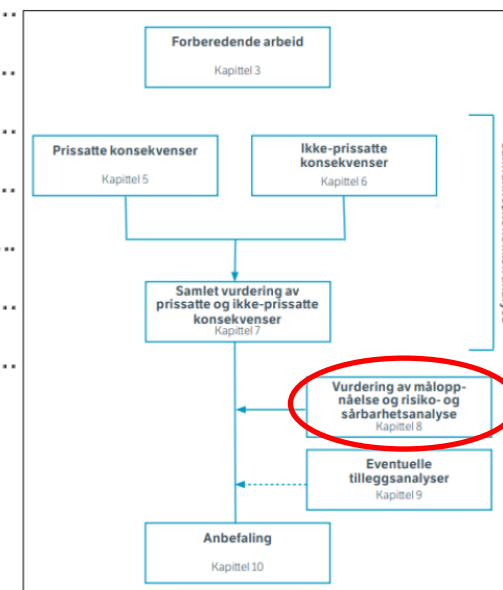 Forberedende arbeid
Kapittel 3
Prissatte konsekvenser
Kapittel 5
Ikke-prissatte
konsekvenser
Kapittel 6
Samlet vurdering av
prissatte og ikke-prissatte
konsekvenser
Kapittel 7
Vurdering av målopp-
nåelse og risiko- og
sårbarhetsanalyse
Kapittel 8
Eventuelle
tilleggsanalyser
Kapittel 9
Anbefaling
Kapittel 10